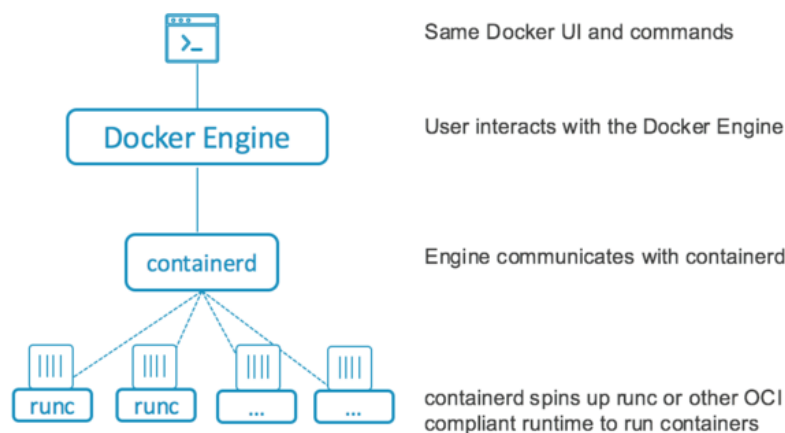 >_
Same Docker UI and commands
Docker Engine
User interacts with the Docker Engine
containerd
Engine communicates with containerd
runc
runc
...
...
containerd spins up runc or other OCI
compliant runtime to run containers